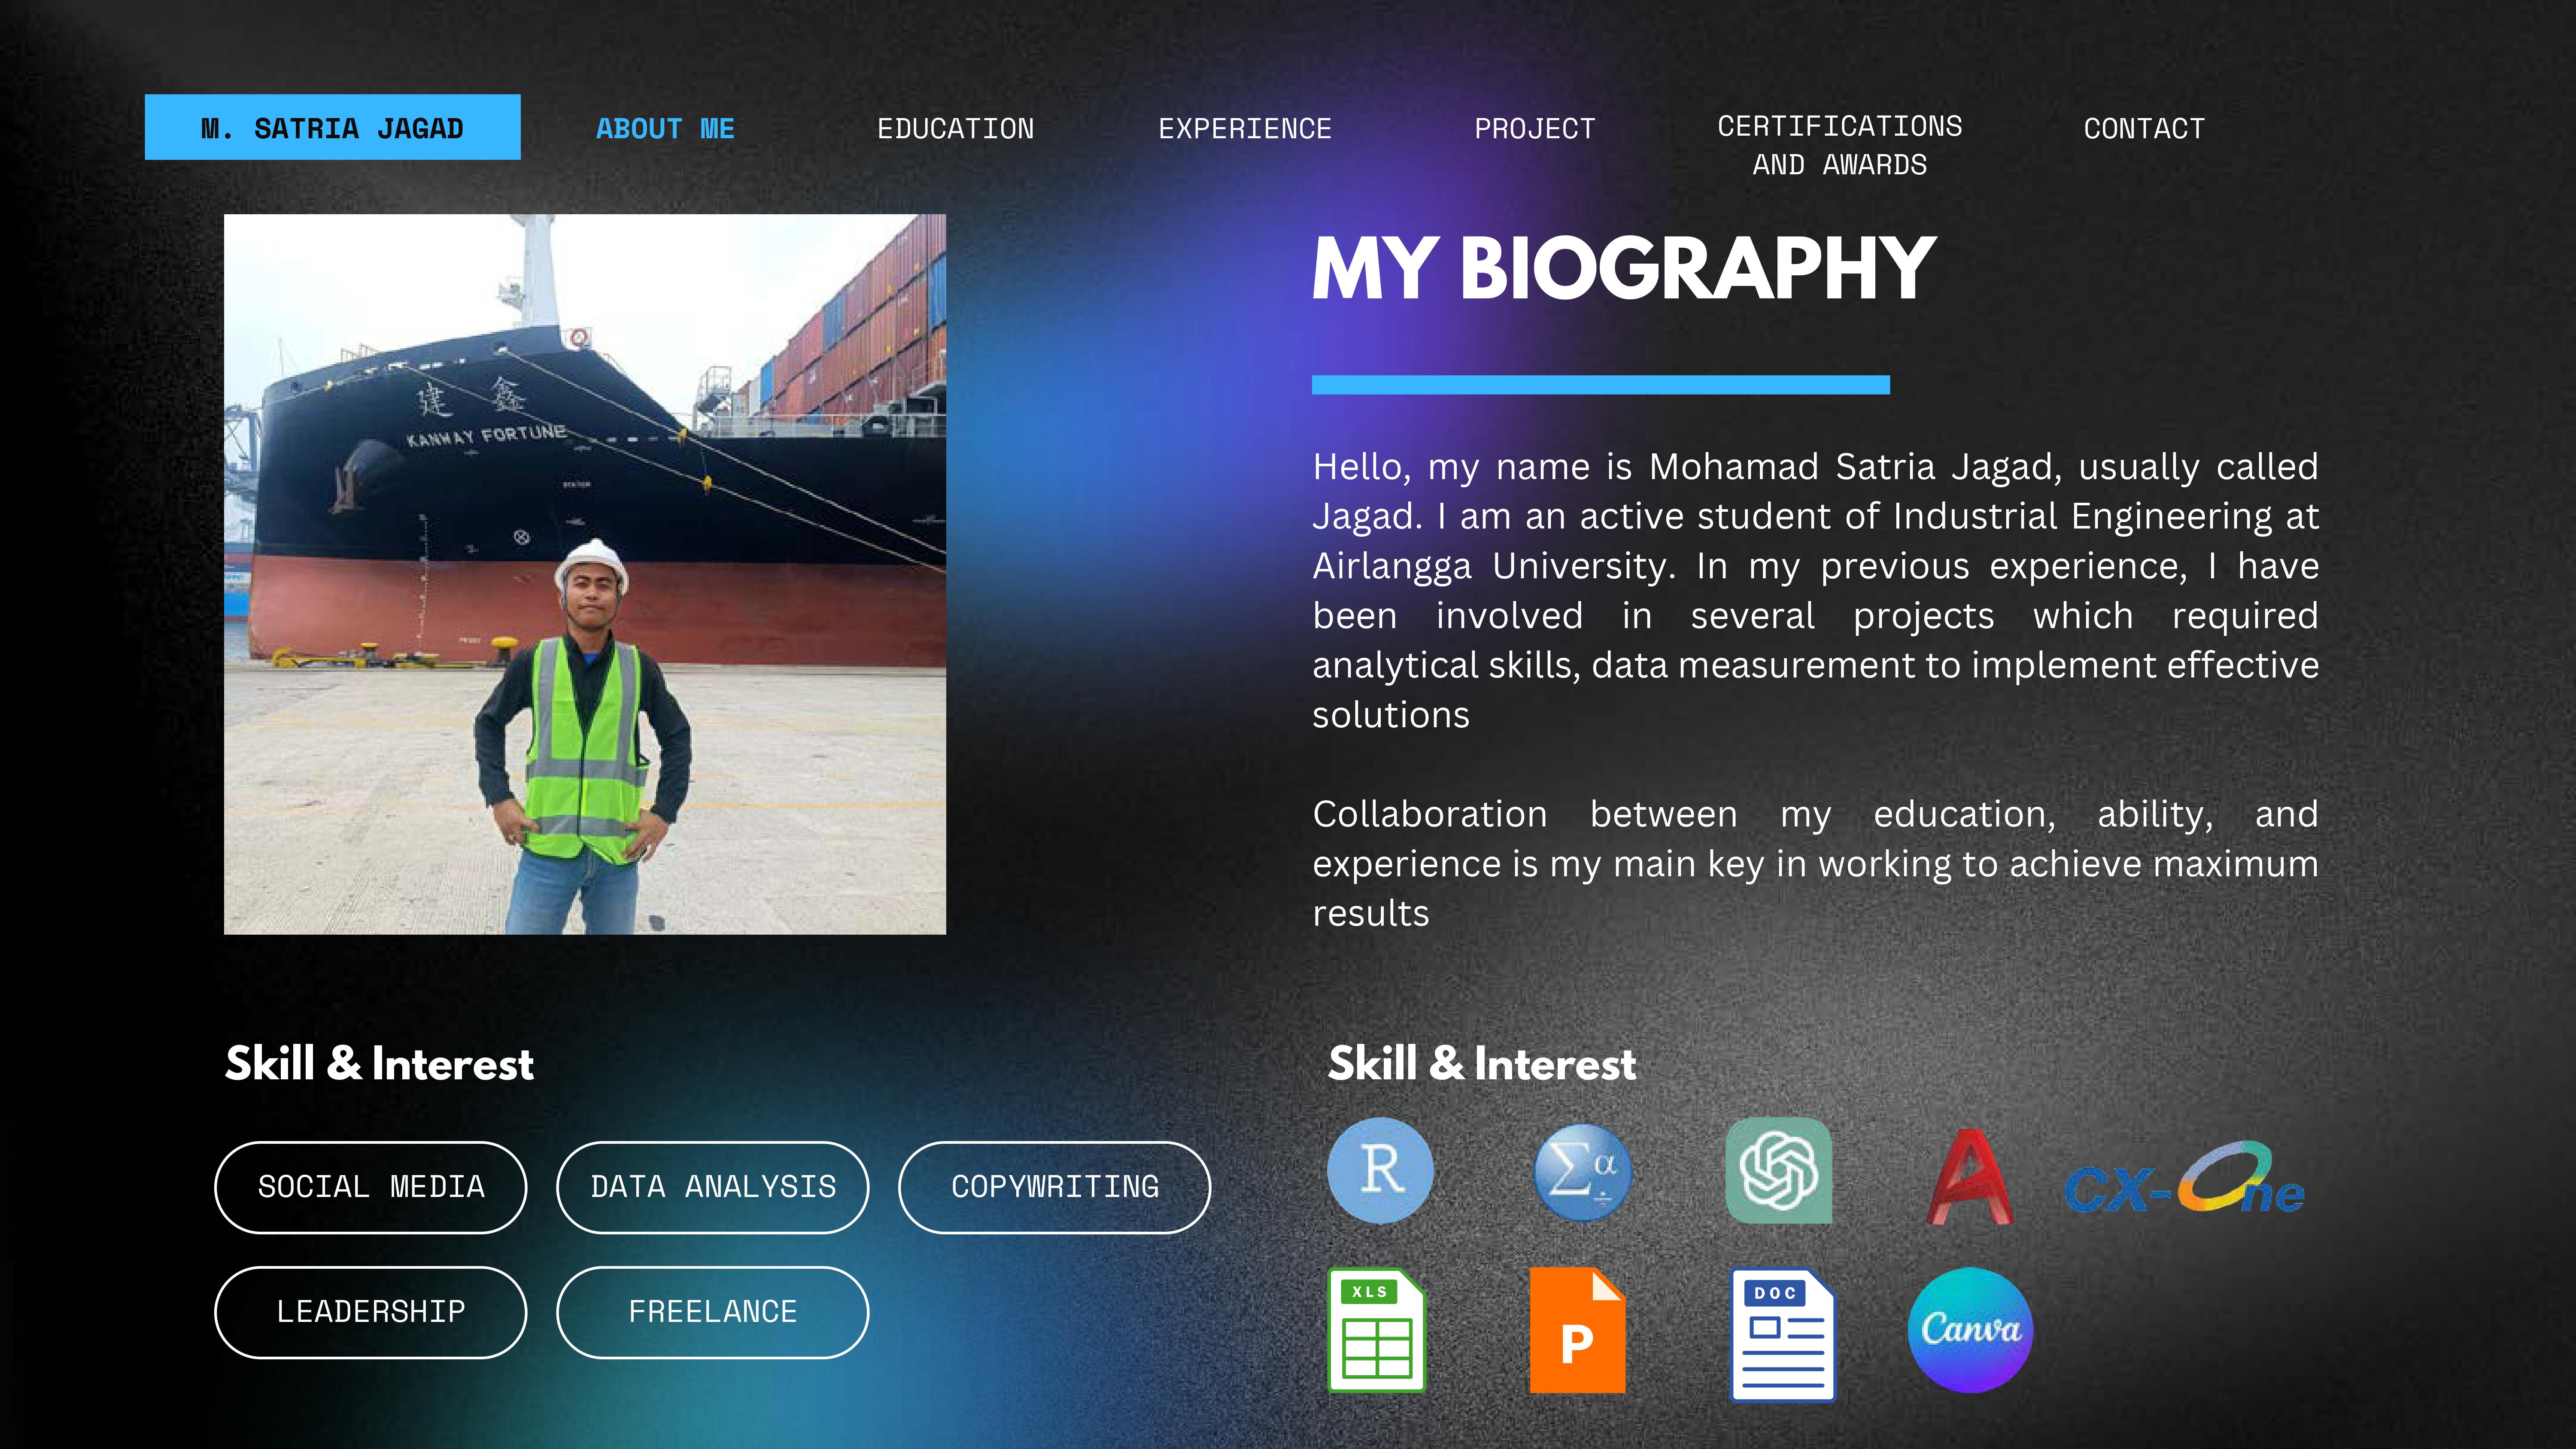 M. SATRIA JAGAD
ABOUT ME
EDUCATION
EXPERIENCE
PROJECT
CERTIFICATIONS
AND AWARDS
CONTACT
建 鑫
KANWAY FORTUNE
MY BIOGRAPHY
Hello, my name is Mohamad Satria Jagad, usually called
Jagad. I am an active student of Industrial Engineering at
Airlangga University. In my previous experience, I have
been involved in several projects which required
analytical skills, data measurement to implement effective
solutions
Collaboration between my education, ability, and
experience is my main key in working to achieve maximum
results
Skill & Interest
SOCIAL MEDIA
DATA ANALYSIS
COPYWRITING
LEADERSHIP
FREELANCE
Skill & Interest
R
Σα
÷
A
CX-One
XLS
P
DOC
Canva